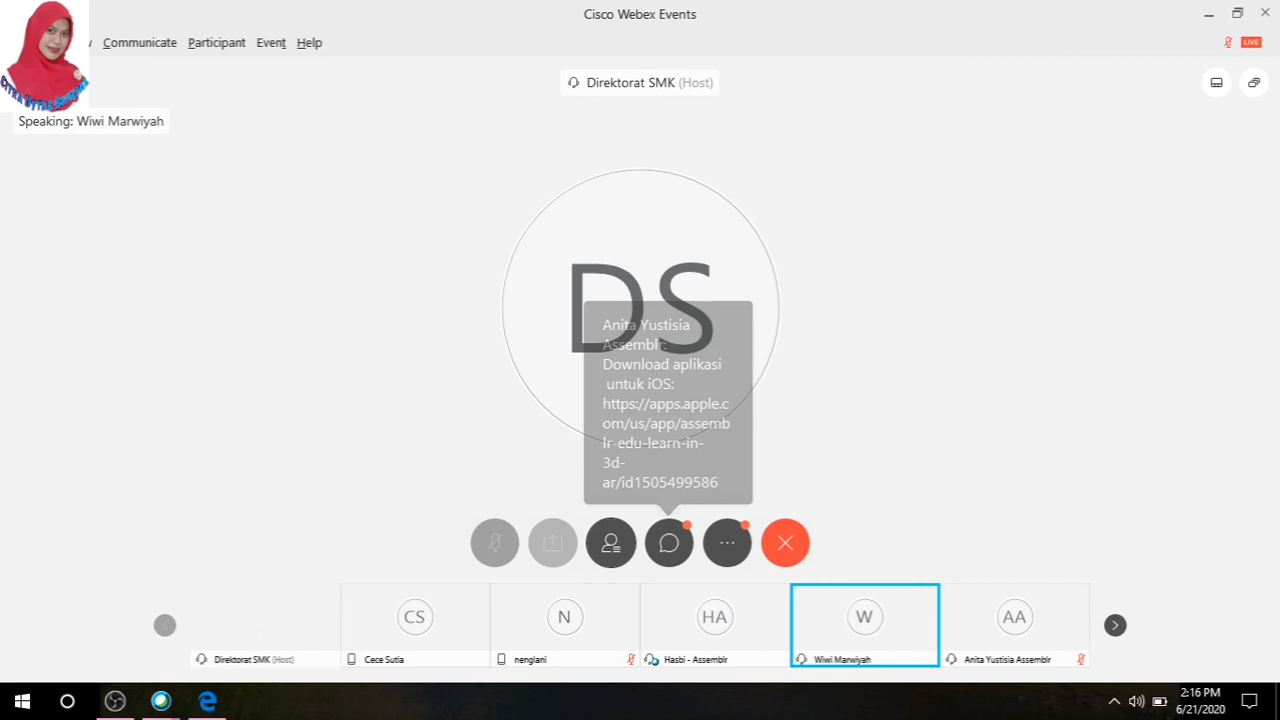 Cisco Webex Events
Communicate Participant Event Help
LIVE
Direktorat SMK (Host)
Speaking: Wiwi Marwiyah
DS
Anita Yustisia
Assemblr:
Download aplikasi
untuk iOS:
https://apps.apple.c
om/us/app/assemb
lr-edu-learn-in-
3d-
ar/id1505499586
CS
N
HA
W
AA
Direktorat SMK (Host)
Cece Sutia
nenglani
Hasbi - Assemblr
Wiwi Marwiyah
Anita Yustisia Assemblr
2:16 PM
6/21/2020